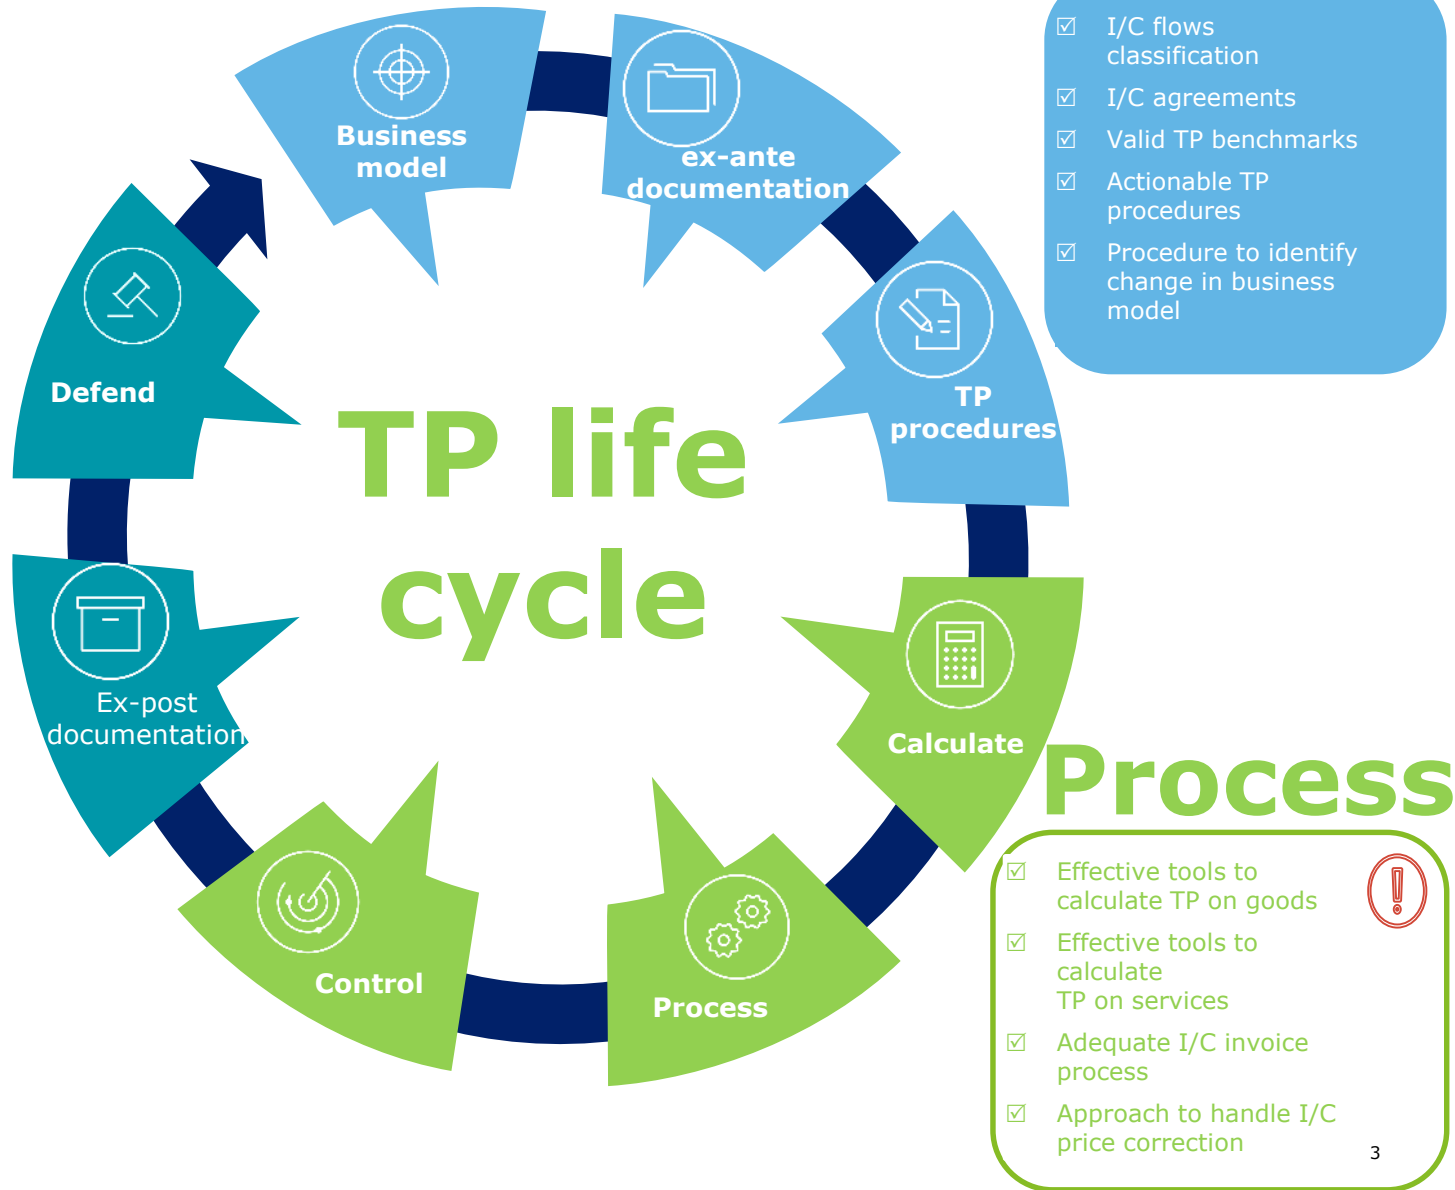 Business
model
ex-ante
documentation
TP
procedures
Calculate
Process
Control
Ex-post
documentation
Defend
TP life
cycle
☑ I/C flows
classification
☑ I/C agreements
☑ Valid TP benchmarks
☑ Actionable TP
procedures
☑ Procedure to identify
change in business
model
Process
☑ Effective tools to
calculate TP on goods
☑ Effective tools to
calculate
TP on services
☑ Adequate I/C invoice
process
☑ Approach to handle I/C
price correction
3